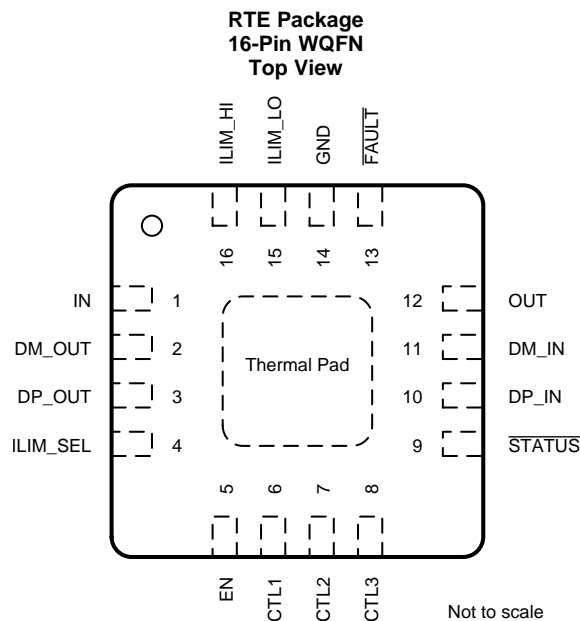 RTE Package
16-Pin WQFN
Top View
ILIM_HI
ILIM_LO
GND
FAULT
16
15
14
13
IN
1
12
OUT
DM_OUT
2
11
DM_IN
Thermal Pad
DP_OUT
3
10
DP_IN
ILIM_SEL
4
9
STATUS
5
6
7
8
EN
CTL1
CTL2
CTL3
Not to scale